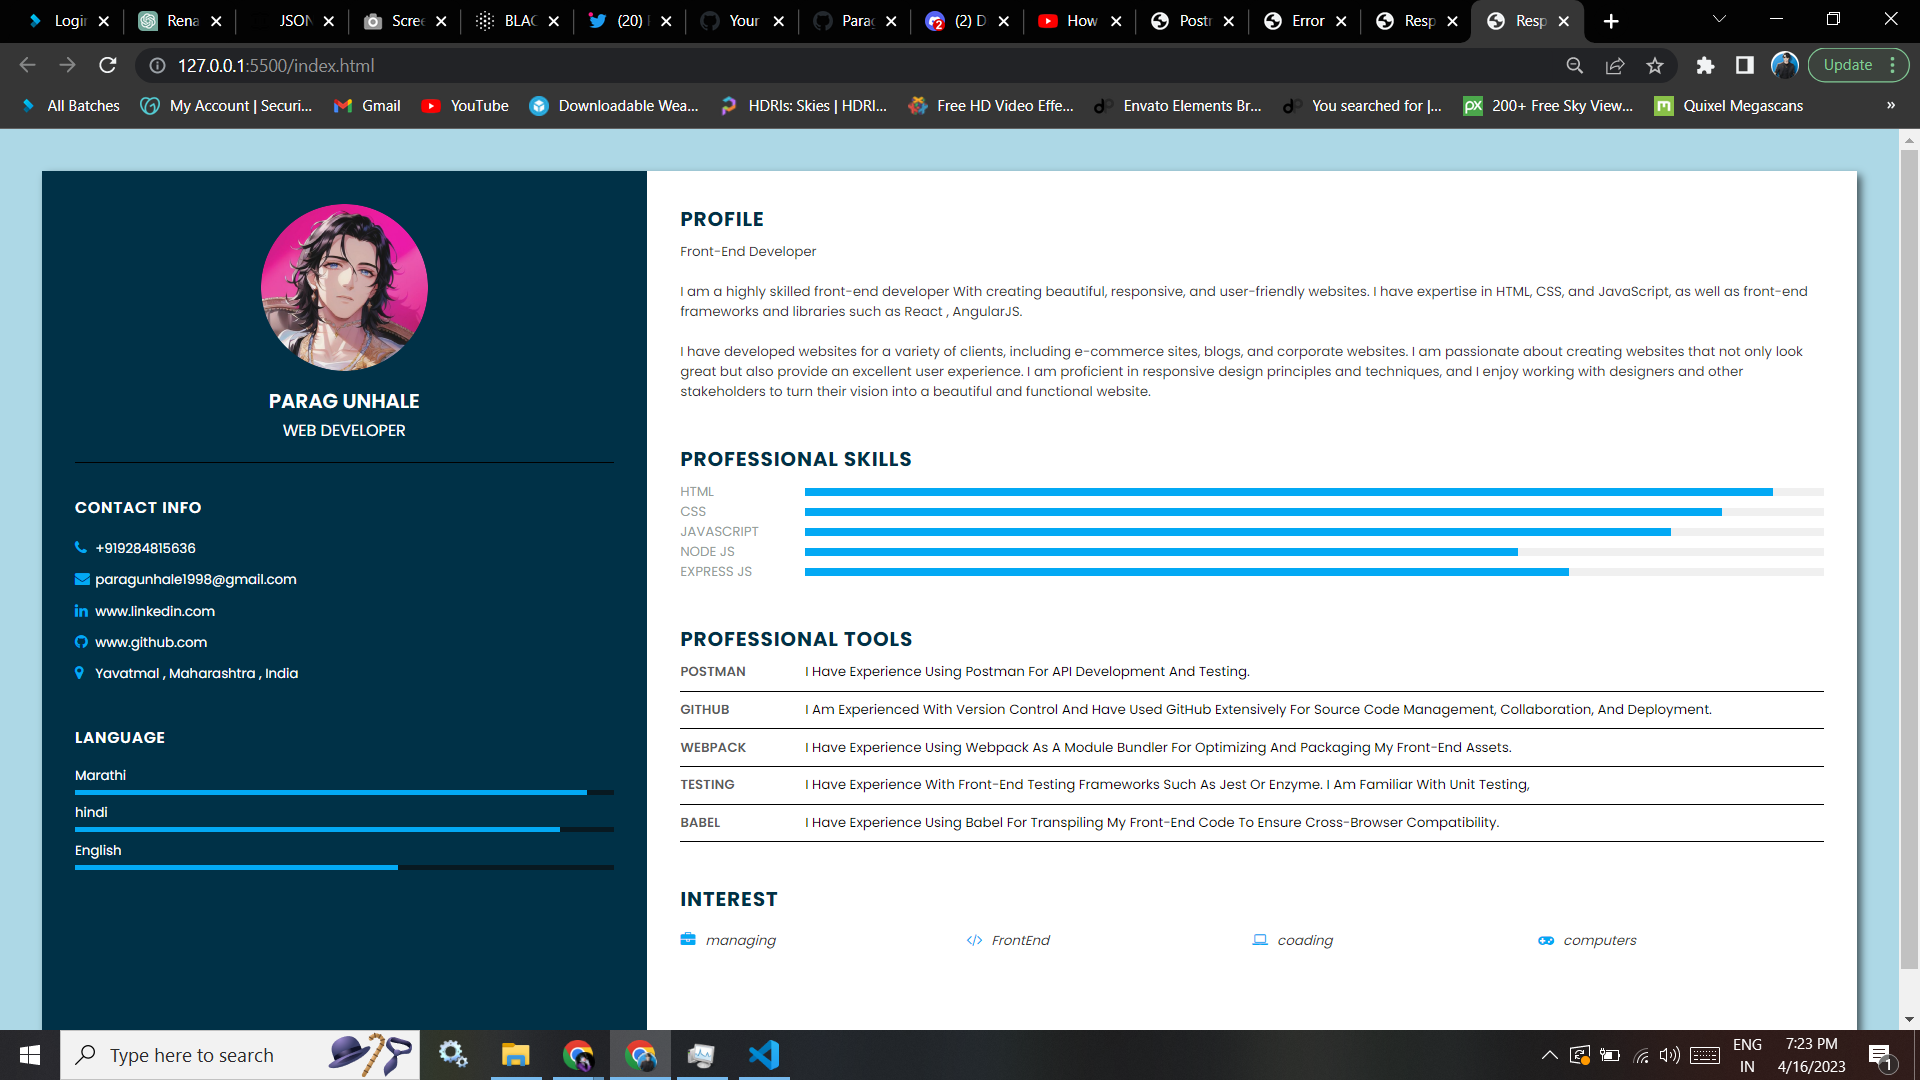 Login
Rena
JSON
Scree
BLAC
(20)
Your
Parag
(2) D
How
Postr
Error
Resp
Resp
127.0.0.1:5500/index.html
Update
All Batches
My Account | Securi...
Gmail
YouTube
Downloadable Wea...
HDRIs: Skies | HDRI...
Free HD Video Effe...
Envato Elements Br...
You searched for |...
200+ Free Sky View...
Quixel Megascans
»
PARAG UNHALE
WEB DEVELOPER
CONTACT INFO
+919284815636
paragunhale1998@gmail.com
www.linkedin.com
www.github.com
Yavatmal , Maharashtra , India
LANGUAGE
Marathi
hindi
English
PROFILE
Front-End Developer
I am a highly skilled front-end developer With creating beautiful, responsive, and user-friendly websites. I have expertise in HTML, CSS, and JavaScript, as well as front-end
frameworks and libraries such as React , AngularJS.
I have developed websites for a variety of clients, including e-commerce sites, blogs, and corporate websites. I am passionate about creating websites that not only look
great but also provide an excellent user experience. I am proficient in responsive design principles and techniques, and I enjoy working with designers and other
stakeholders to turn their vision into a beautiful and functional website.
PROFESSIONAL SKILLS
HTML
CSS
JAVASCRIPT
NODE JS
EXPRESS JS
PROFESSIONAL TOOLS
POSTMAN I Have Experience Using Postman For API Development And Testing.
GITHUB I Am Experienced With Version Control And Have Used GitHub Extensively For Source Code Management, Collaboration, And Deployment.
WEBPACK I Have Experience Using Webpack As A Module Bundler For Optimizing And Packaging My Front-End Assets.
TESTING I Have Experience With Front-End Testing Frameworks Such As Jest Or Enzyme. I Am Familiar With Unit Testing,
BABEL I Have Experience Using Babel For Transpiling My Front-End Code To Ensure Cross-Browser Compatibility.
INTEREST
managing
FrontEnd
coading
computers
Type here to search
ENG
IN
7:23 PM
4/16/2023
1